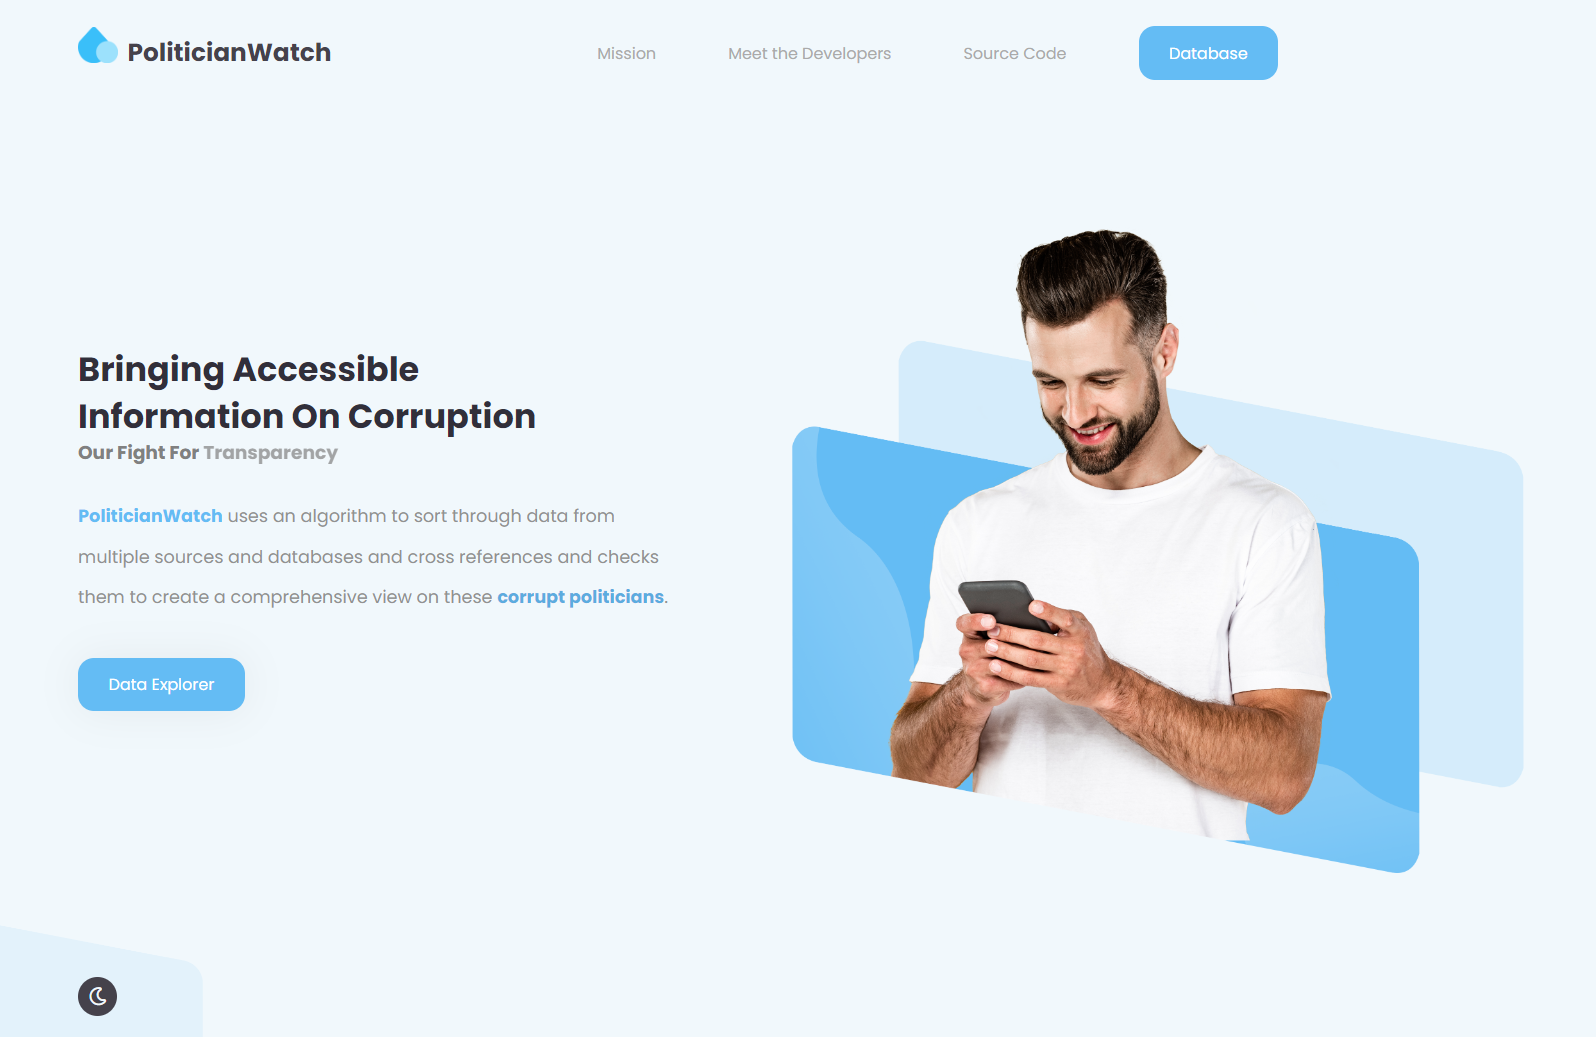 PoliticianWatch
Mission
Meet the Developers
Source Code
Database
Bringing Accessible
Information On Corruption
Our Fight For Transparency
PoliticianWatch uses an algorithm to sort through data from
multiple sources and databases and cross references and checks
them to create a comprehensive view on these corrupt politicians.
Data Explorer